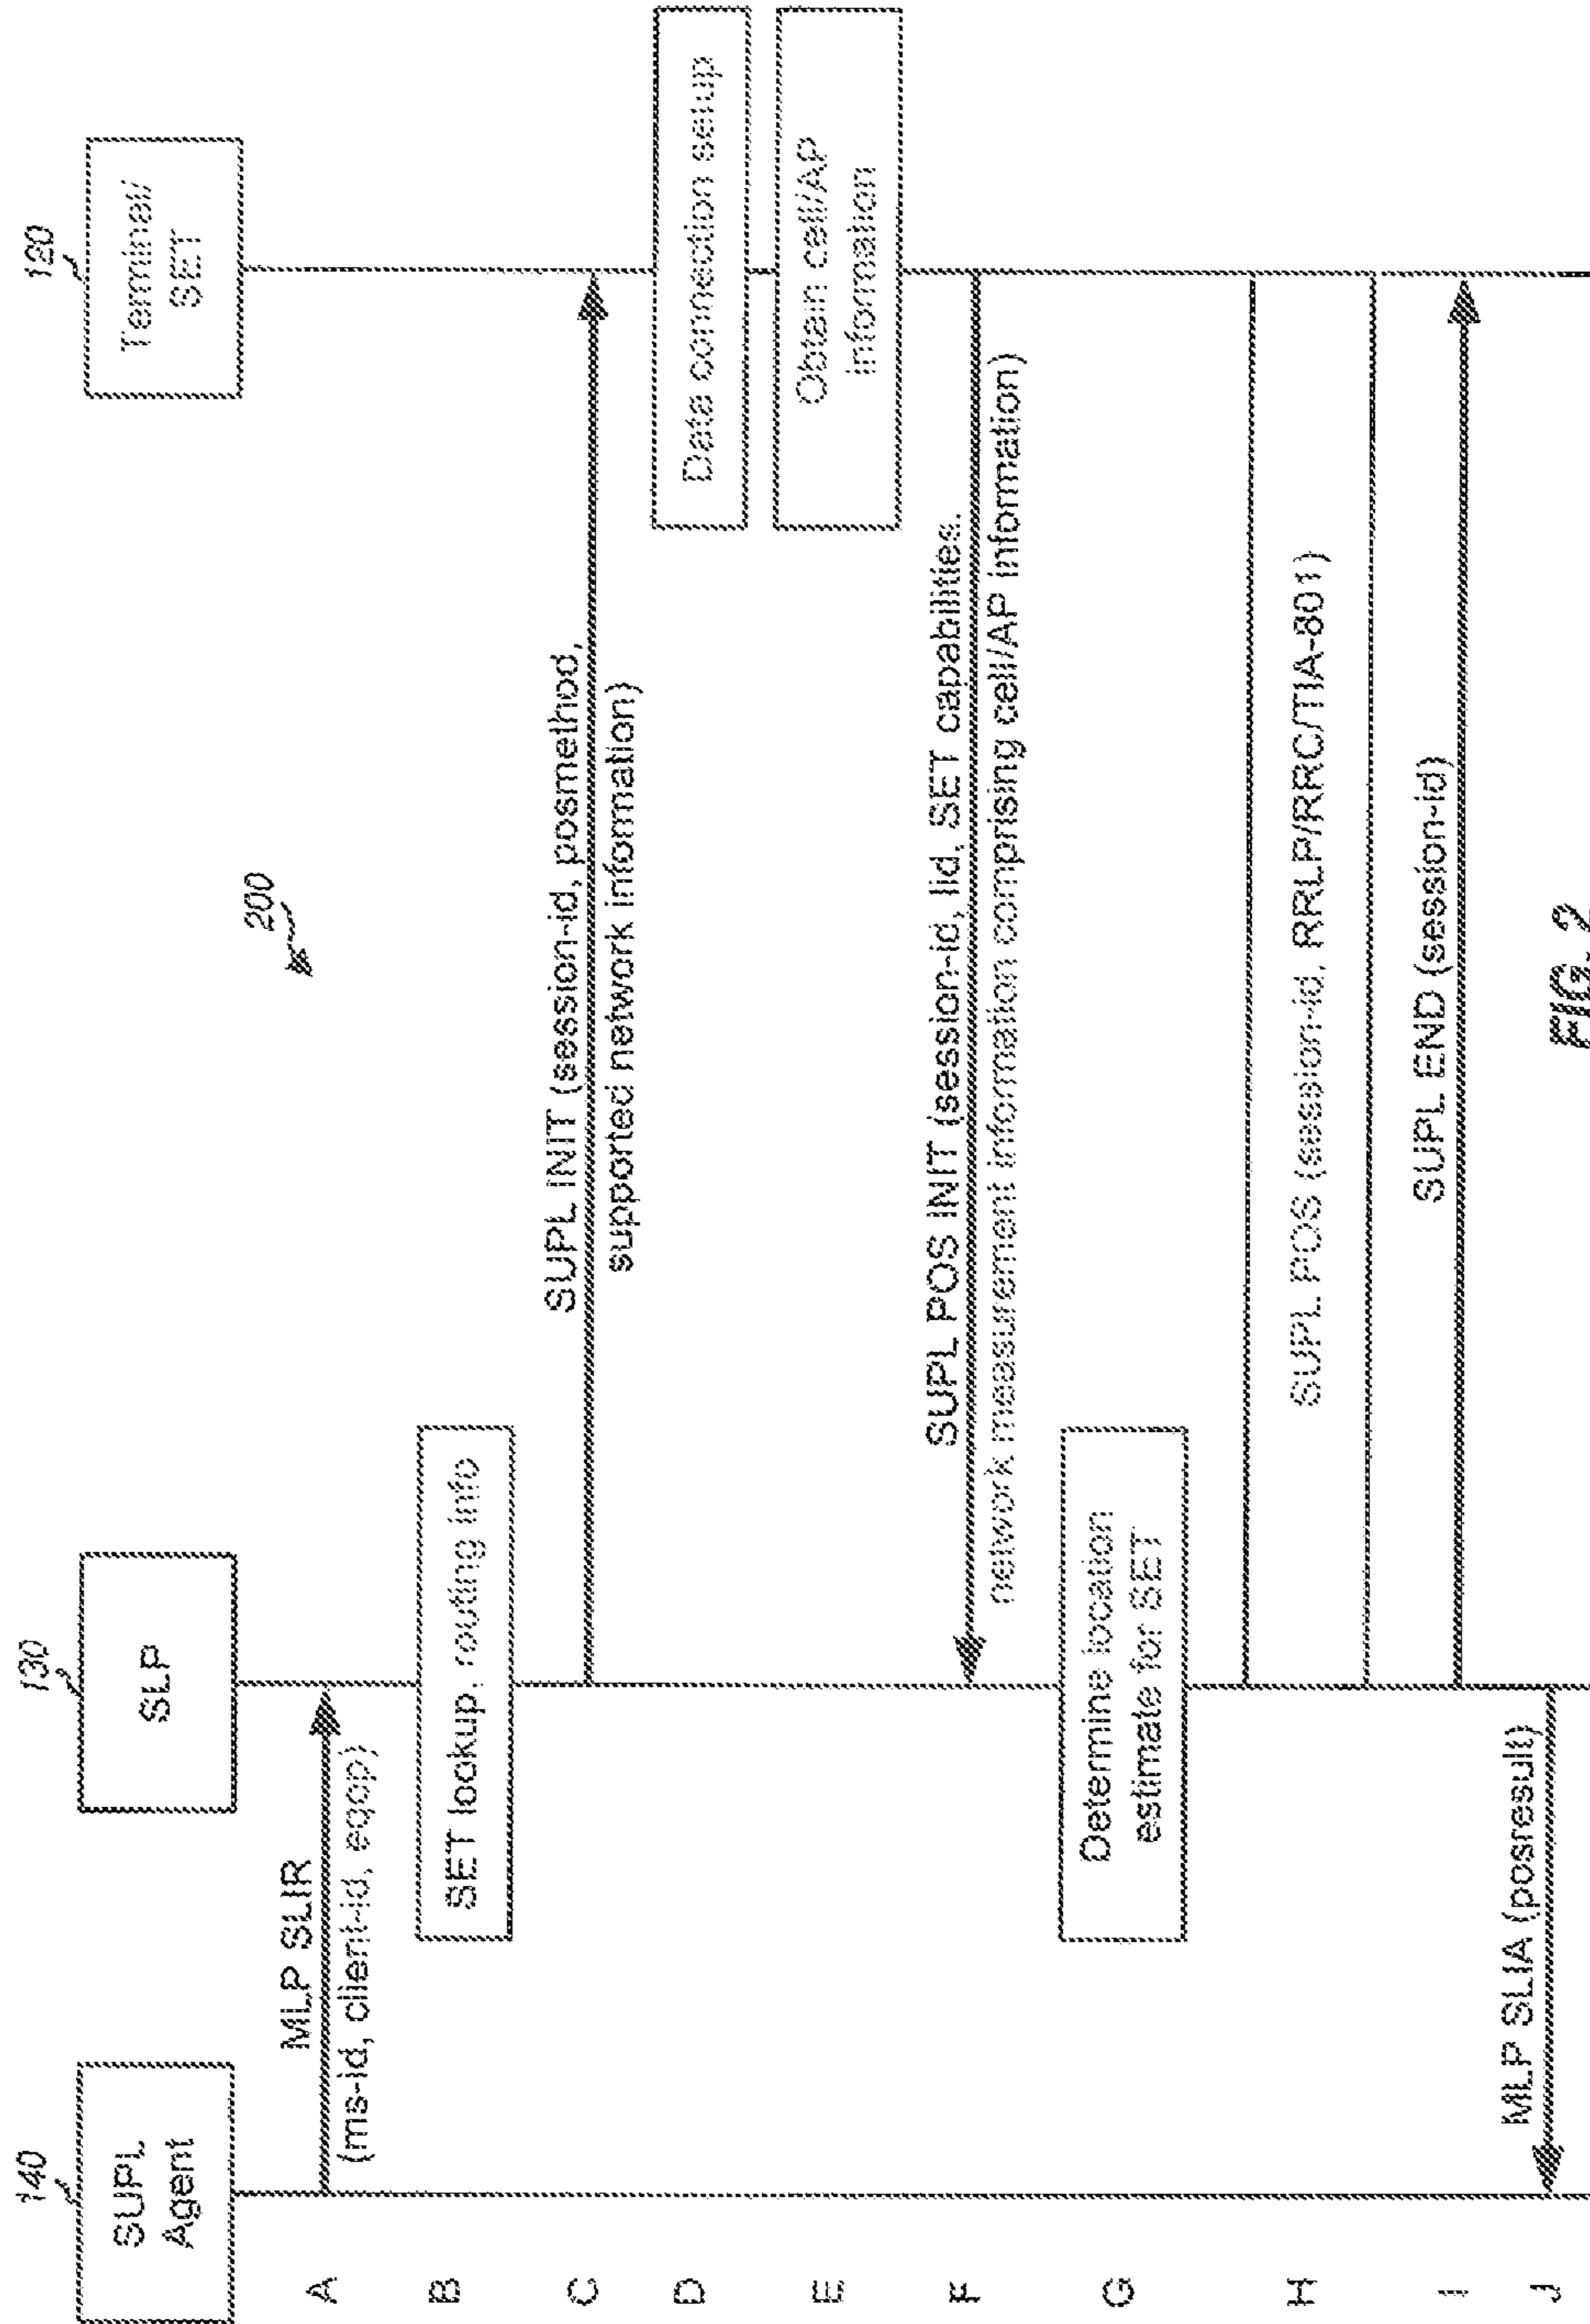 200
140
SUPL
Agent
130
SLP
120
Terminal/
SET
A
MLP SLIR
(ms-id, client-id, eqop)
B
SET lookup, routing info
C
SUPL INIT (session-id, posmethod,
supported network information)
D
Data connection setup
E
Obtain cell/AP
information
F
SUPL POS INIT (session-id, lid, SET capabilities,
network measurement information comprising cell/AP information)
G
Determine location
estimate for SET
H
SUPL POS (session-id, RRLP/RRC/TIA-801)
I
SUPL END (session-id)
J
MLP SLIA (posresult)
FIG. 2